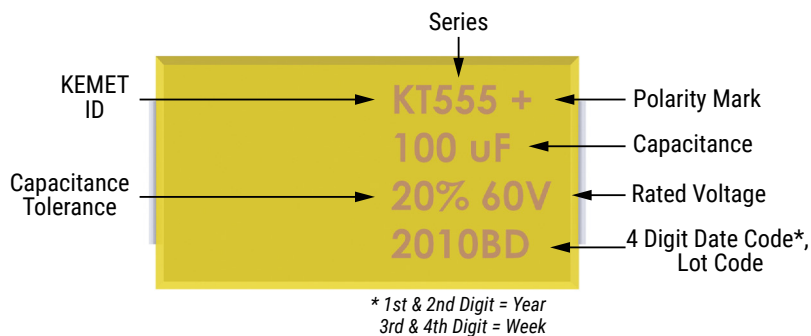 Series
KEMET
ID
KT555 +
Polarity Mark
100 uF
Capacitance
Capacitance
Tolerance
20% 60V
Rated Voltage
2010BD
4 Digit Date Code*,
Lot Code
* 1st & 2nd Digit = Year
3rd & 4th Digit = Week